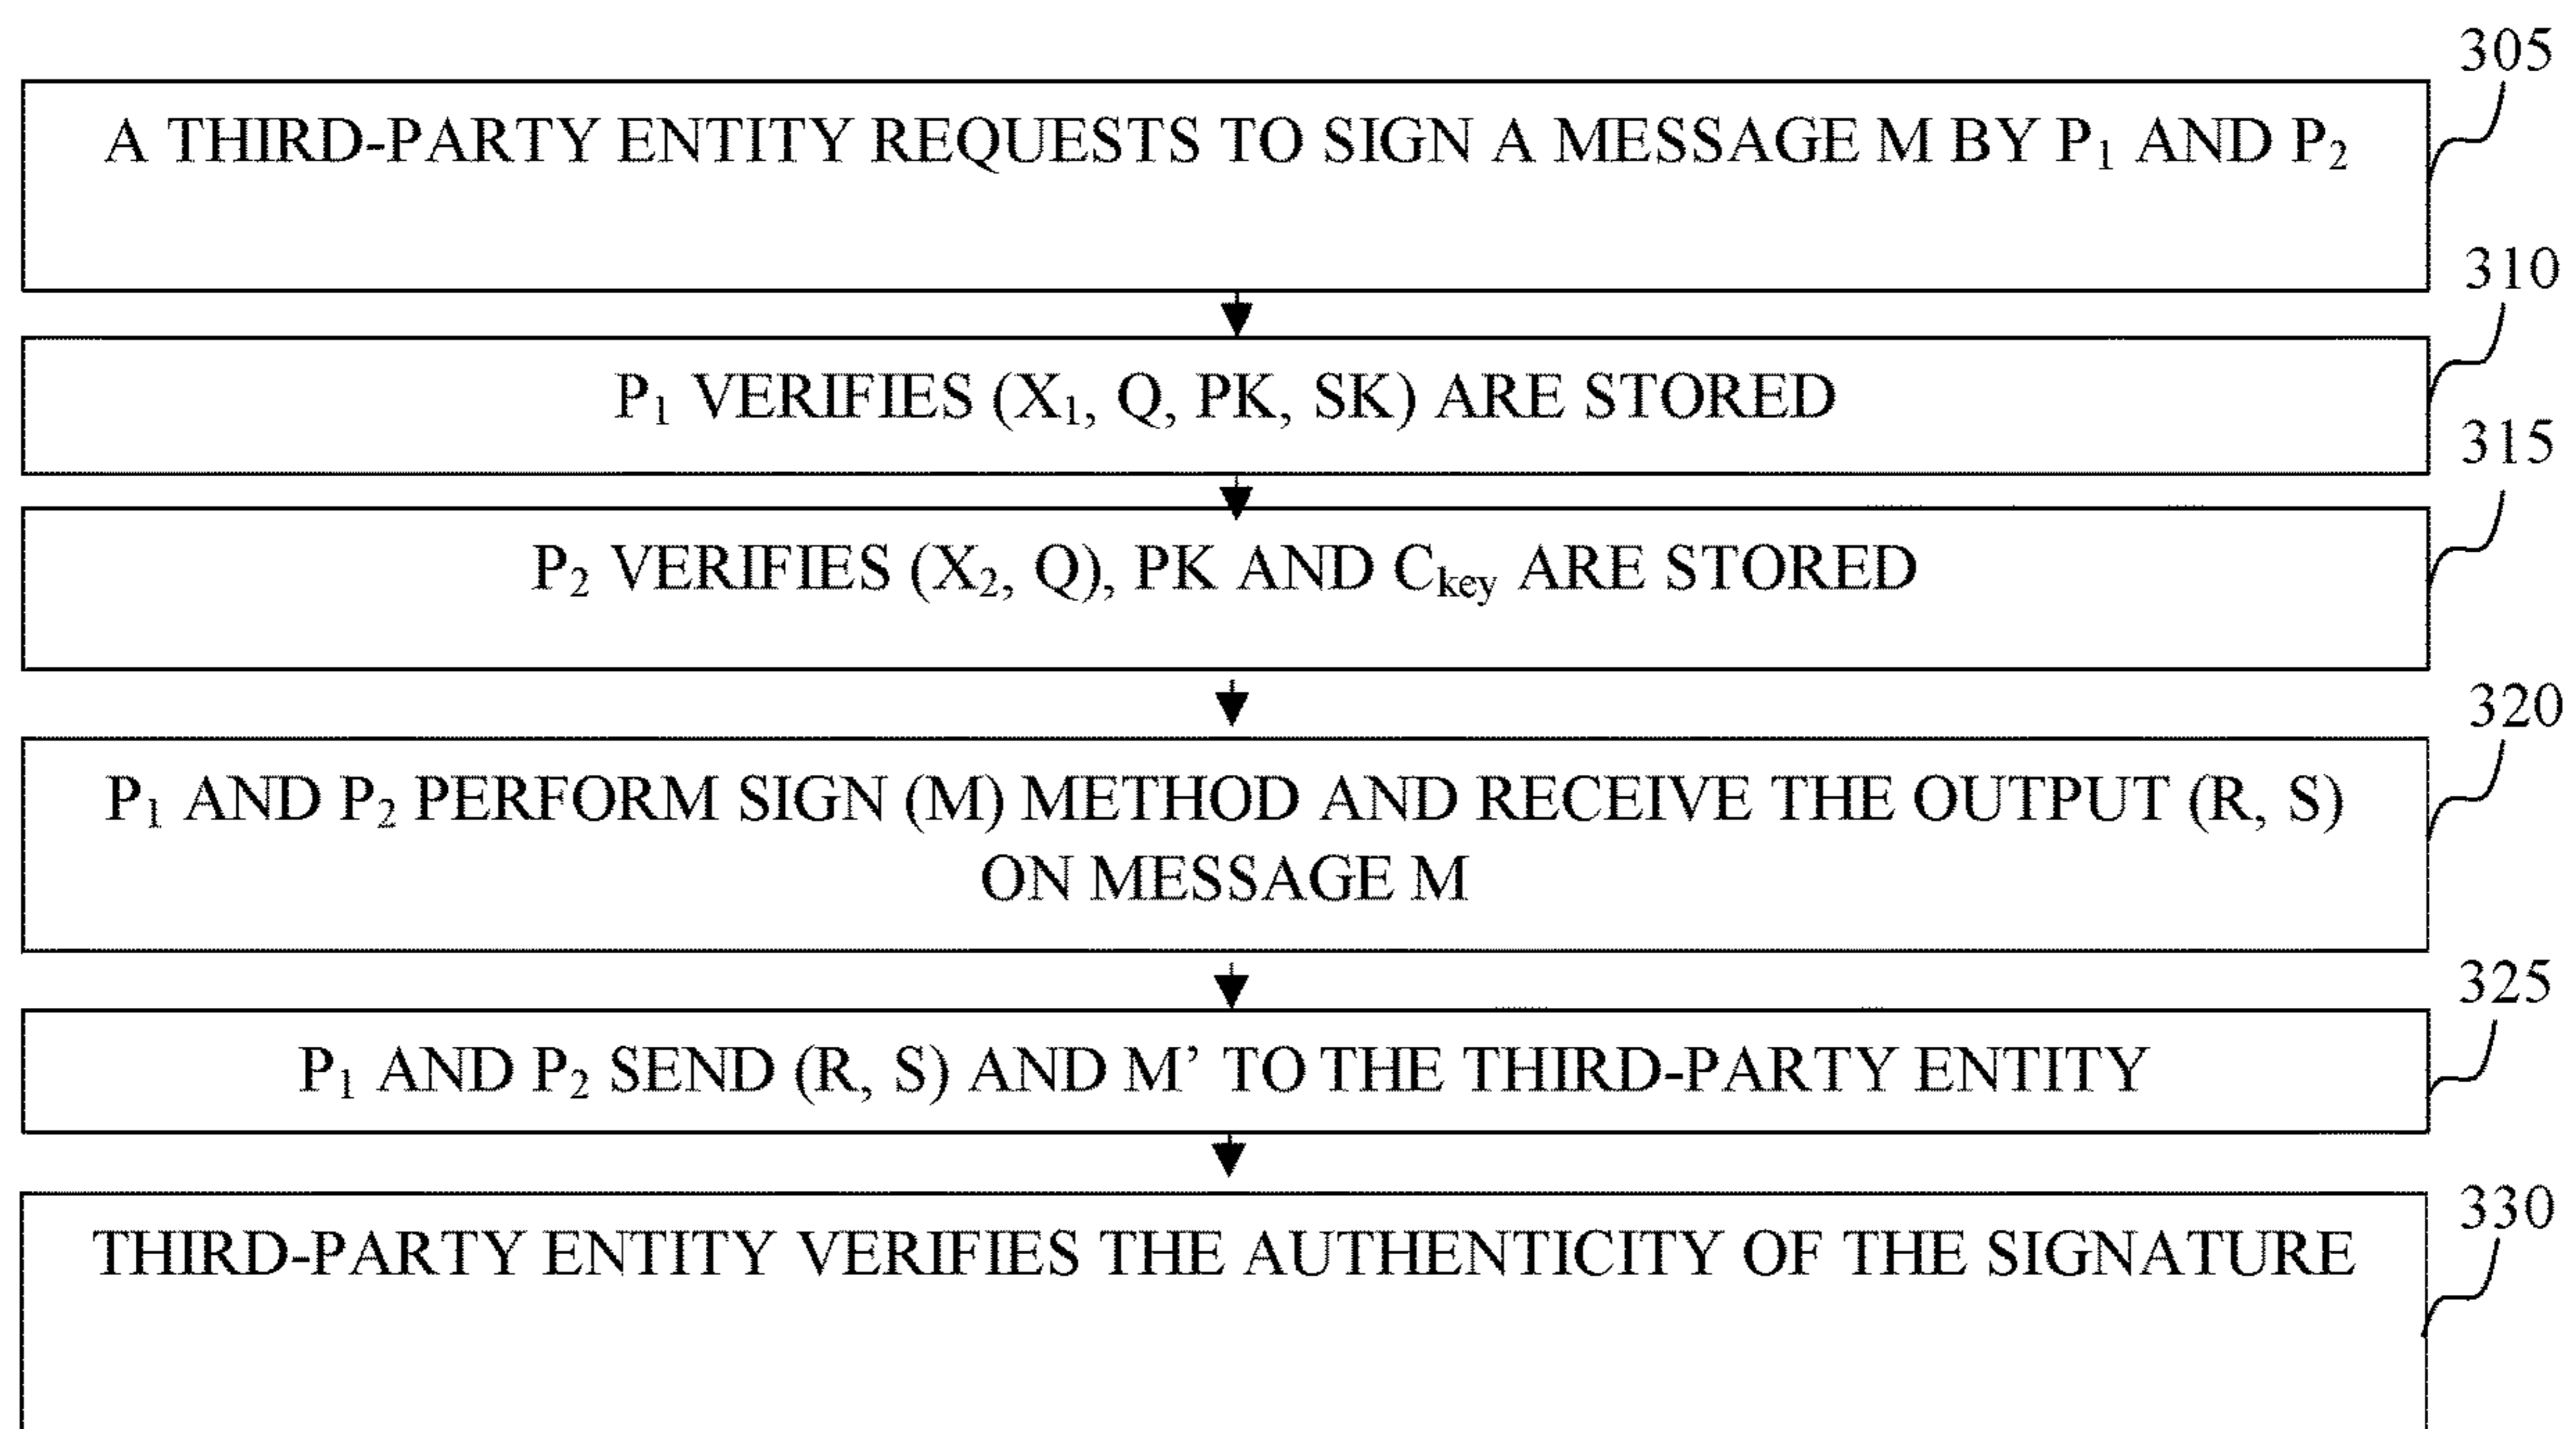 305
A THIRD-PARTY ENTITY REQUESTS TO SIGN A MESSAGE M BY P₁ AND P₂
310
P₁ VERIFIES (X₁, Q, PK, SK) ARE STORED
315
P₂ VERIFIES (X₂, Q), PK AND Cₖₑᵧ ARE STORED
320
P₁ AND P₂ PERFORM SIGN (M) METHOD AND RECEIVE THE OUTPUT (R, S)
ON MESSAGE M
325
P₁ AND P₂ SEND (R, S) AND M’ TO THE THIRD-PARTY ENTITY
330
THIRD-PARTY ENTITY VERIFIES THE AUTHENTICITY OF THE SIGNATURE